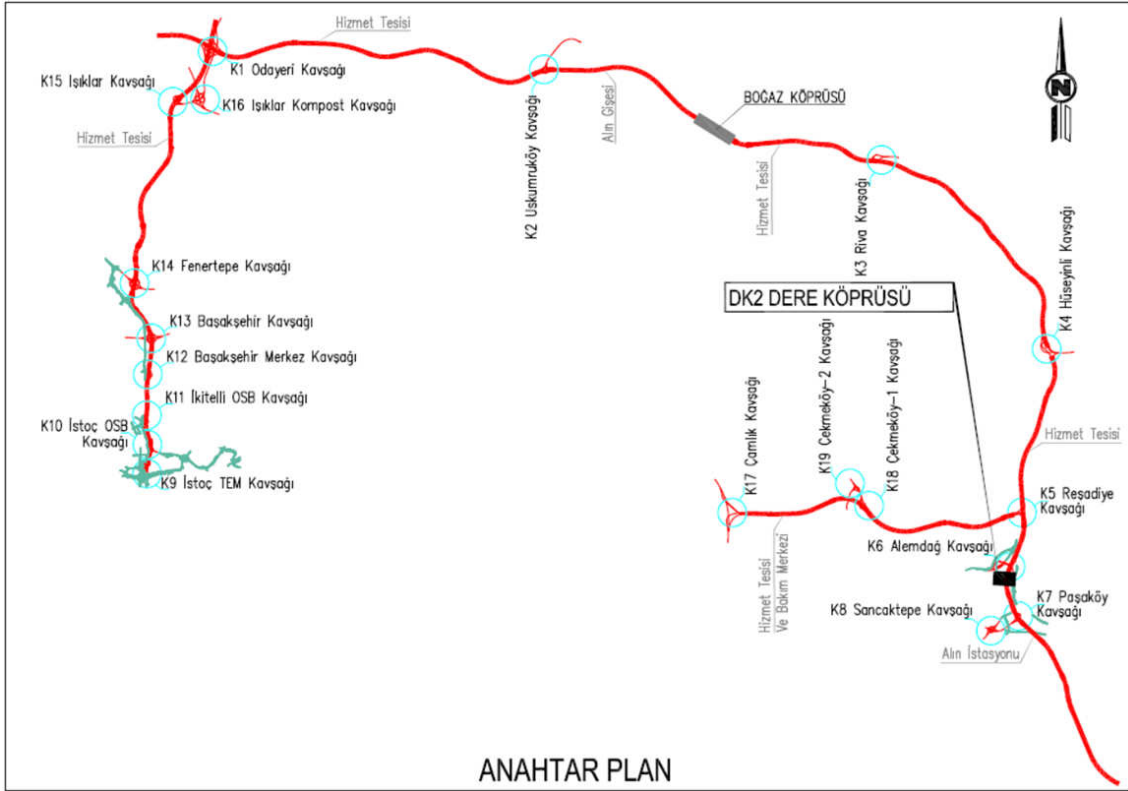 Hizmet Tesisi
K1 Odayeri Kavşağı
K15 Işıklar Kavşağı
K16 Işıklar Kompost Kavşağı
Hizmet Tesisi
K2 Uskumruköy Kavşağı
Alın Gişesi
BOĞAZ KÖPRÜSÜ
N
Hizmet Tesisi
K3 Riva Kavşağı
K4 Hüseyinli Kavşağı
K14 Fenertepe Kavşağı
DK2 DERE KÖPRÜSÜ
K13 Başakşehir Kavşağı
K12 Başakşehir Merkez Kavşağı
K11 İkitelli OSB Kavşağı
K10 İstoç OSB
Kavşağı
K9 İstoç TEM Kavşağı
K17 Çamlık Kavşağı
K19 Çekmeköy-2 Kavşağı
K18 Çekmeköy-1 Kavşağı
Hizmet Tesisi
K5 Reşadiye
Kavşağı
K6 Alemdağ Kavşağı
Hizmet Tesisi
Ve Bakım Merkezi
K7 Paşaköy
Kavşağı
K8 Sancaktepe Kavşağı
Alın İstasyonu
ANAHTAR PLAN